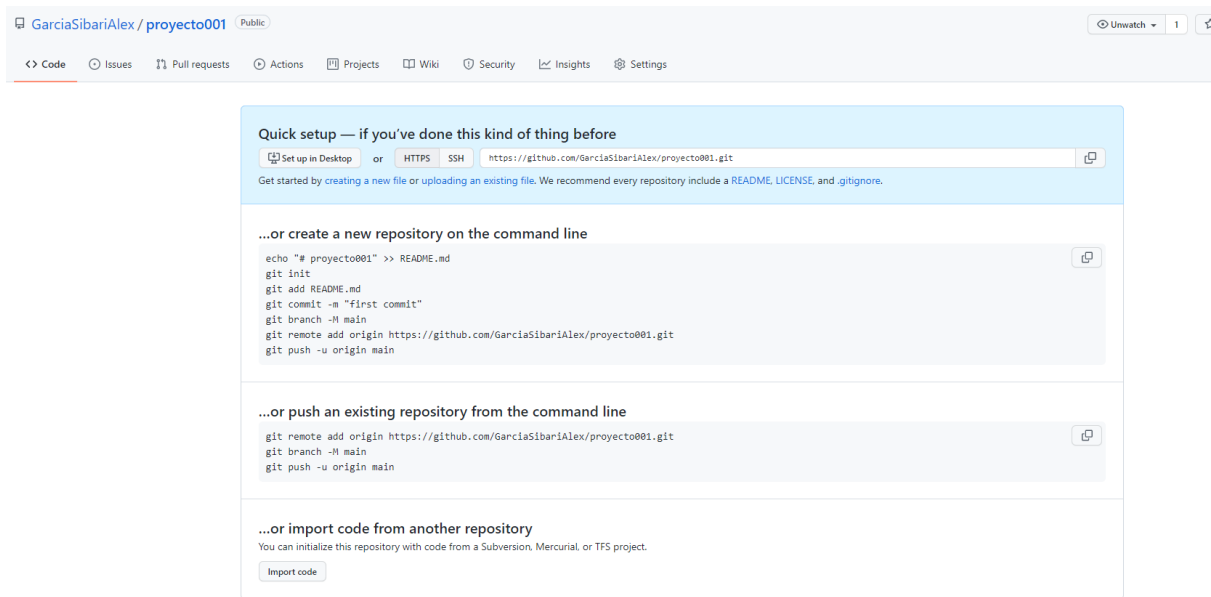 GarciaSibariAlex / proyecto001 Public
Unwatch 1
Code Issues Pull requests Actions Projects Wiki Security Insights Settings
Quick setup — if you've done this kind of thing before
Set up in Desktop or HTTPS SSH https://github.com/GarciaSibariAlex/proyecto001.git
Get started by creating a new file or uploading an existing file. We recommend every repository include a README, LICENSE, and .gitignore.
…or create a new repository on the command line
echo "# proyecto001" >> README.md
git init
git add README.md
git commit -m "first commit"
git branch -M main
git remote add origin https://github.com/GarciaSibariAlex/proyecto001.git
git push -u origin main
…or push an existing repository from the command line
git remote add origin https://github.com/GarciaSibariAlex/proyecto001.git
git branch -M main
git push -u origin main
…or import code from another repository
You can initialize this repository with code from a Subversion, Mercurial, or TFS project.
Import code